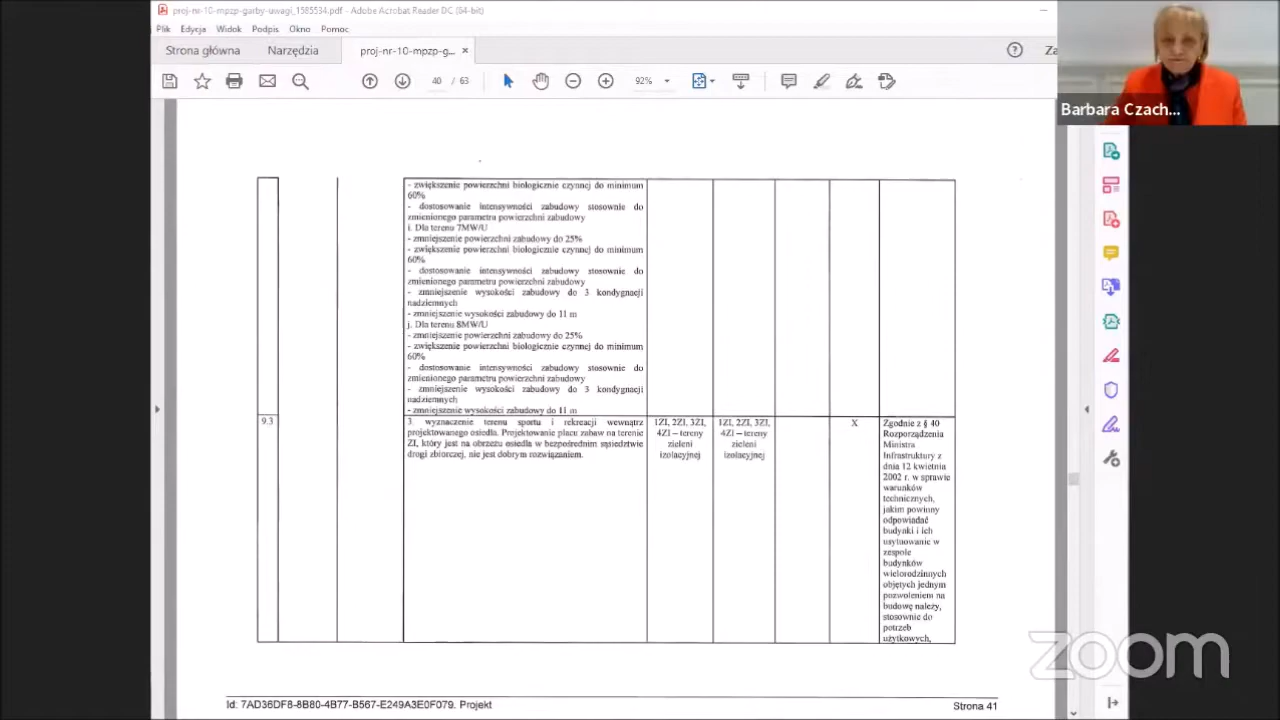 proj-nr-10-mpzp-garby-uwagi_1585534.pdf - Adobe Acrobat Reader DC (64-bit)
Plik Edycja Widok Podpis Okno Pomoc
Strona główna Narzędzia proj-nr-10-mpzp-g... × Za
40 / 63 92%
Barbara Czach...
- zwiększenie powierzchni biologicznie czynnej do minimum
60%
- dostosowanie intensywności zabudowy stosownie do
zmienionego parametru powierzchni zabudowy
i. Dla terenu 7MW/U
- zmniejszenie powierzchni zabudowy do 25%
- zwiększenie powierzchni biologicznie czynnej do minimum
60%
- dostosowanie intensywności zabudowy stosownie do
zmienionego parametru powierzchni zabudowy
- zmniejszenie wysokości zabudowy do 3 kondygnacji
nadziemnych
- zmniejszenie wysokości zabudowy do 11 m
j. Dla terenu 8MW/U
- zmniejszenie powierzchni zabudowy do 25%
- zwiększenie powierzchni biologicznie czynnej do minimum
60%
- dostosowanie intensywności zabudowy stosownie do
zmienionego parametru powierzchni zabudowy
- zmniejszenie wysokości zabudowy do 3 kondygnacji
nadziemnych
- zmniejszenie wysokości zabudowy do 11 m
9.3
3. wyznaczenie terenu sportu i rekreacji wewnątrz
projektowanego osiedla. Projektowanie placu zabaw na terenie
ZI, który jest na obrzeżu osiedla w bezpośrednim sąsiedztwie
drogi zbiorczej, nie jest dobrym rozwiązaniem.
1ZI, 2ZI, 3ZI,
4ZI – tereny
zieleni
izolacyjnej
1ZI, 2ZI, 3ZI,
4ZI – tereny
zieleni
izolacyjnej
X
Zgodnie z § 40
Rozporządzenia
Ministra
Infrastruktury z
dnia 12 kwietnia
2002 r. w sprawie
warunków
technicznych,
jakim powinny
odpowiadać
budynki i ich
usytuowanie w
zespole
budynków
wielorodzinnych
objętych jednym
pozwoleniem na
budowę należy,
stosownie do
potrzeb
użytkowych,
zoom
Id: 7AD36DF8-8B80-4B77-B567-E249A3E0F079. Projekt
Strona 41